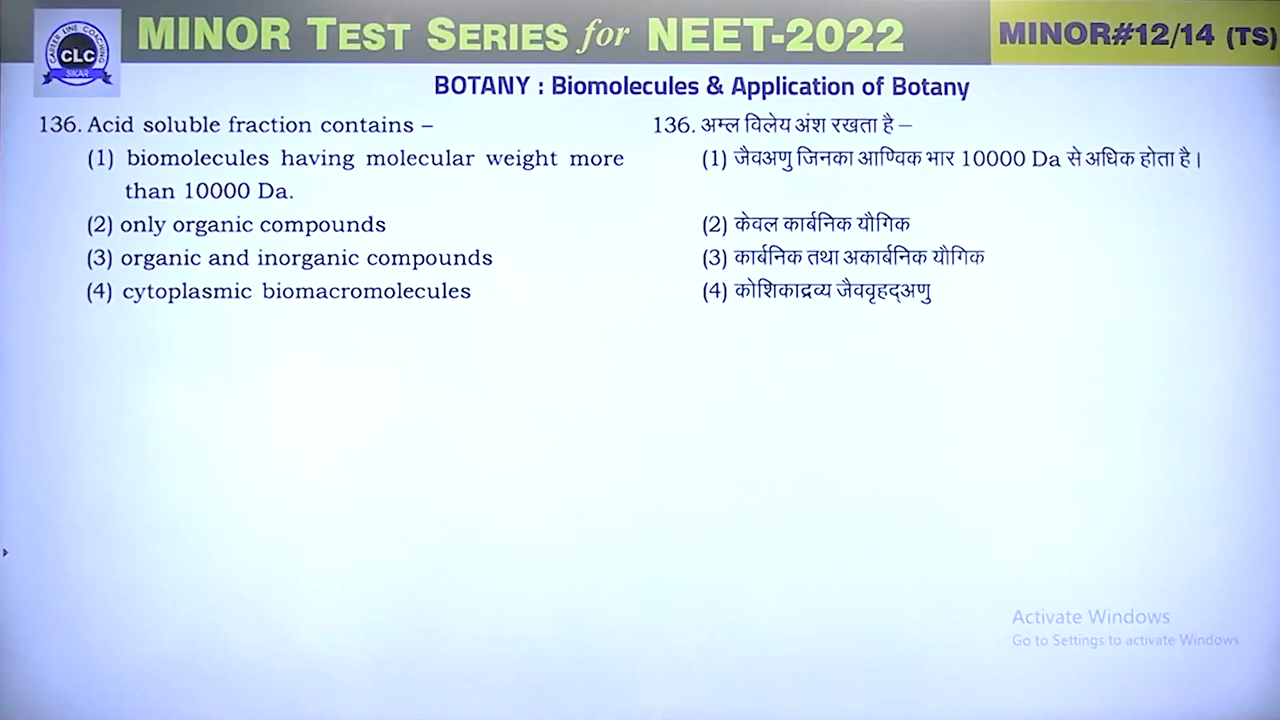 CAREER LINE COACHING
CLC
SIKAR
MINOR TEST SERIES for NEET-2022
MINOR#12/14 (TS)
BOTANY : Biomolecules & Application of Botany
136. Acid soluble fraction contains –
(1) biomolecules having molecular weight more
than 10000 Da.
(2) only organic compounds
(3) organic and inorganic compounds
(4) cytoplasmic biomacromolecules
136. अम्ल विलेय अंश रखता है –
(1) जैवअणु जिनका आण्विक भार 10000 Da से अधिक होता है।
(2) केवल कार्बनिक यौगिक
(3) कार्बनिक तथा अकार्बनिक यौगिक
(4) कोशिकाद्रव्य जैववृहद्अणु
Activate Windows
Go to Settings to activate Windows